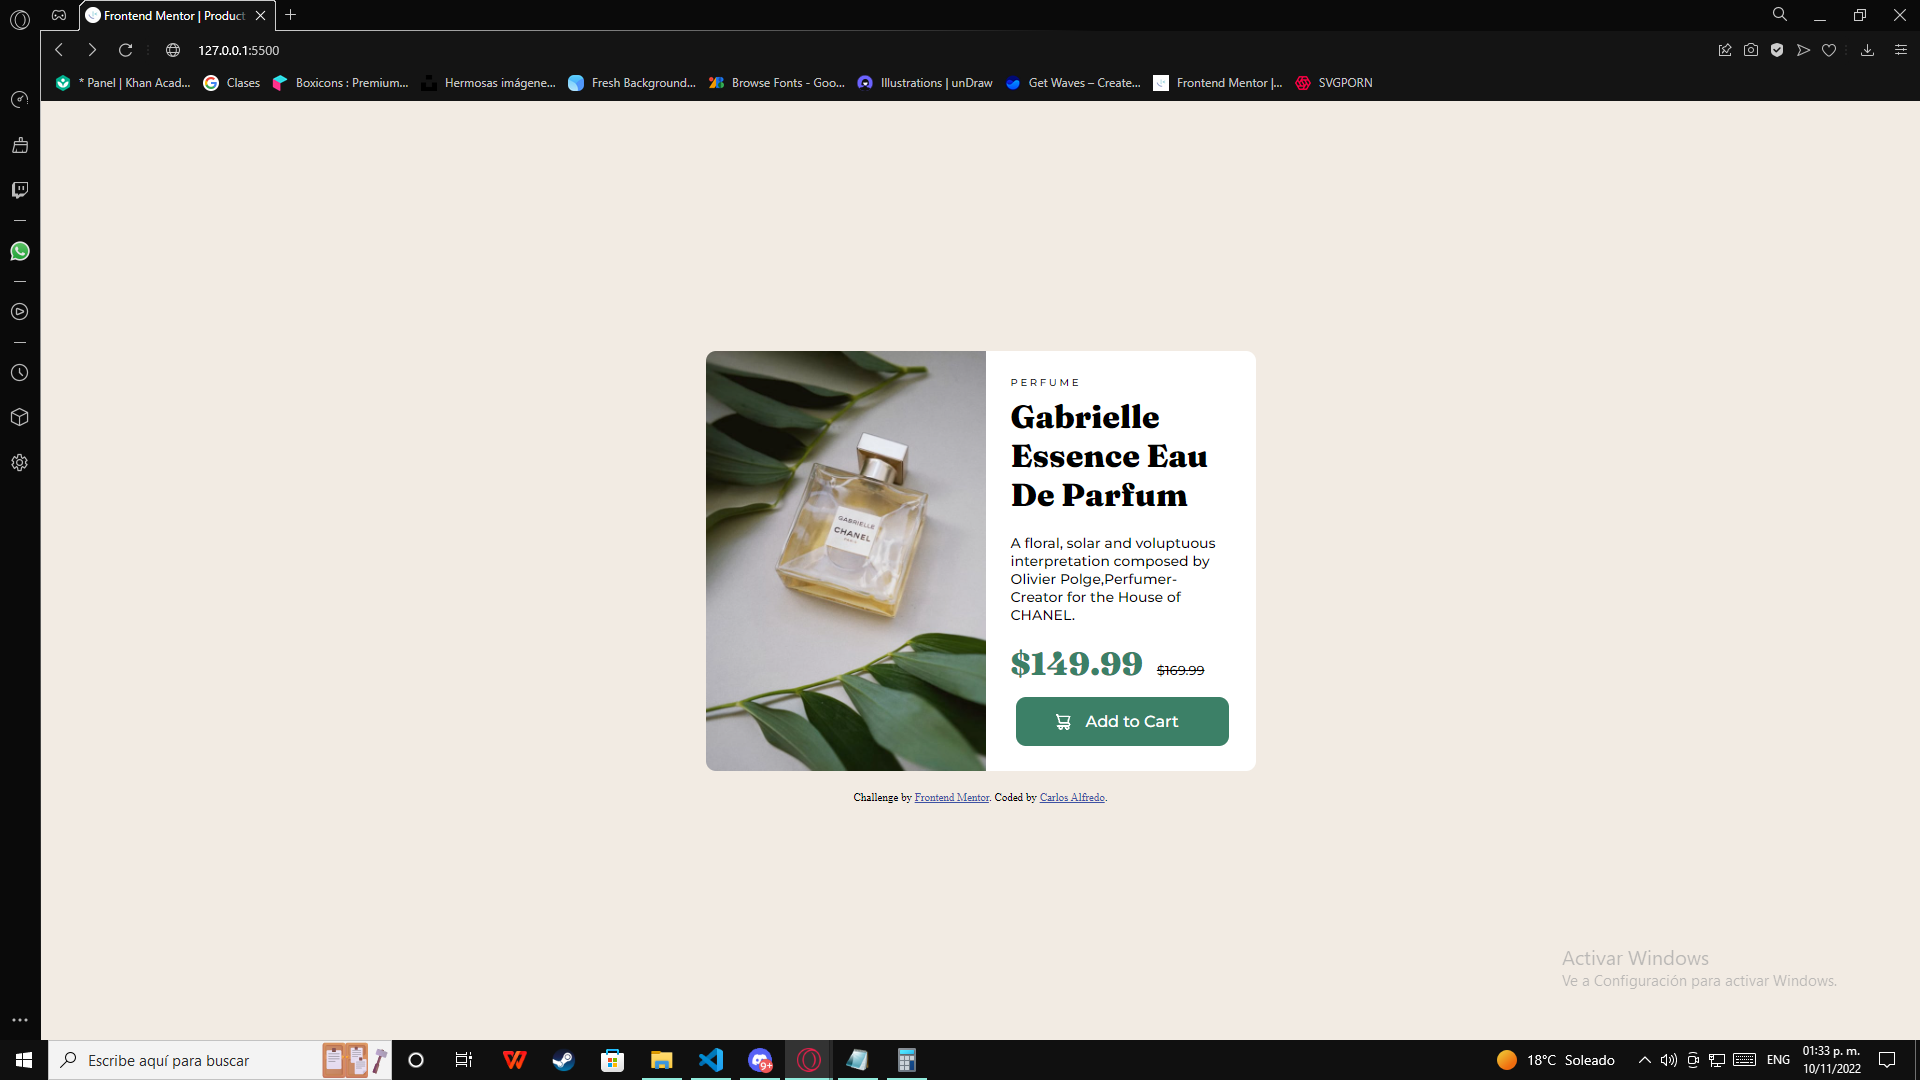 Frontend Mentor | Product
127.0.0.1:5500
* Panel | Khan Acad...
Clases
Boxicons : Premium...
Hermosas imágene...
Fresh Background...
Browse Fonts - Goo...
Illustrations | unDraw
Get Waves – Create...
Frontend Mentor |...
SVGPORN
GABRIELLE
CHANEL
PARIS
PERFUME
Gabrielle
Essence Eau
De Parfum
A floral, solar and voluptuous
interpretation composed by
Olivier Polge,Perfumer-
Creator for the House of
CHANEL.
$149.99 $169.99
Add to Cart
Challenge by Frontend Mentor. Coded by Carlos Alfredo.
Activar Windows
Ve a Configuración para activar Windows.
Escribe aquí para buscar
9+
18°C Soleado
ENG
01:33 p. m.
10/11/2022